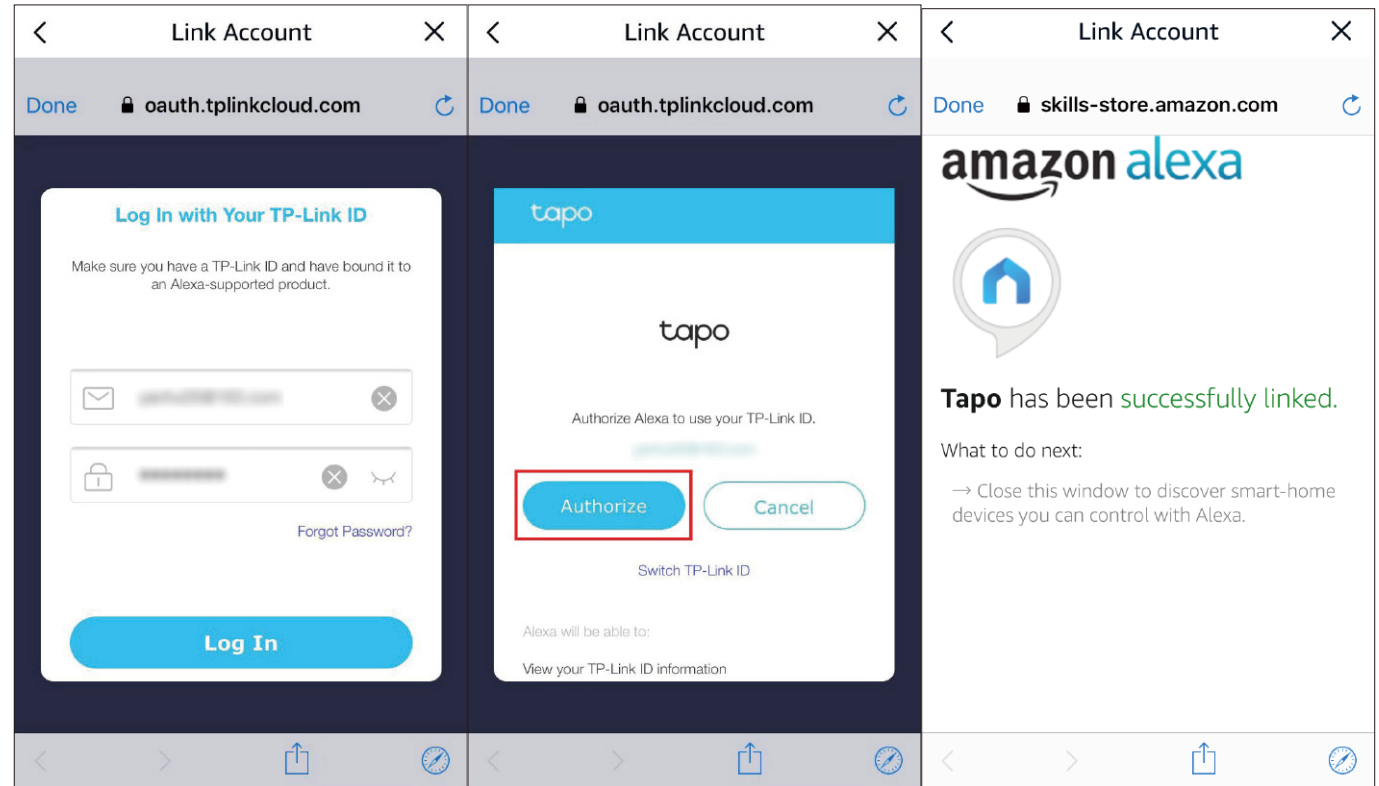 Link Account
Done oauth.tplinkcloud.com
Log In with Your TP-Link ID
Make sure you have a TP-Link ID and have bound it to
an Alexa-supported product.
Forgot Password?
Log In
Link Account
Done oauth.tplinkcloud.com
tapo
tapo
Authorize Alexa to use your TP-Link ID.
Authorize Cancel
Switch TP-Link ID
Alexa will be able to:
View your TP-Link ID information
Link Account
Done skills-store.amazon.com
amazon alexa
Tapo has been successfully linked.
What to do next:
→ Close this window to discover smart-home
devices you can control with Alexa.